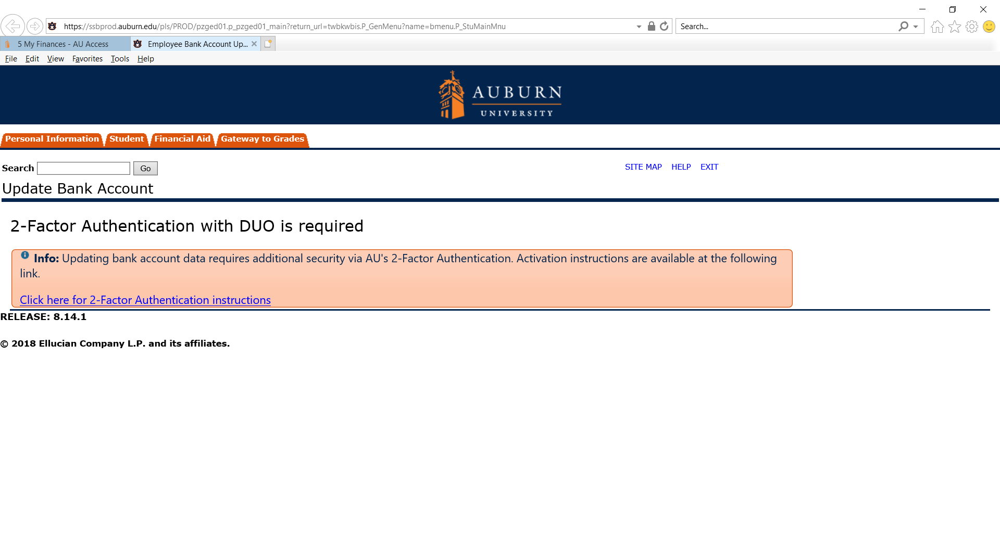 https://ssbprod.auburn.edu/pls/PROD/pzged01.p_pzged01_main?return_url=twbkwbis.P_GenMenu?name=bmenu.P_StuMainMnu
Search...
5 My Finances - AU Access
Employee Bank Account Up...
File Edit View Favorites Tools Help
AUBURN
UNIVERSITY
Personal Information Student Financial Aid Gateway to Grades
Search Go
SITE MAP HELP EXIT
Update Bank Account
2-Factor Authentication with DUO is required
Info: Updating bank account data requires additional security via AU's 2-Factor Authentication. Activation instructions are available at the following
link.
Click here for 2-Factor Authentication instructions
RELEASE: 8.14.1
© 2018 Ellucian Company L.P. and its affiliates.